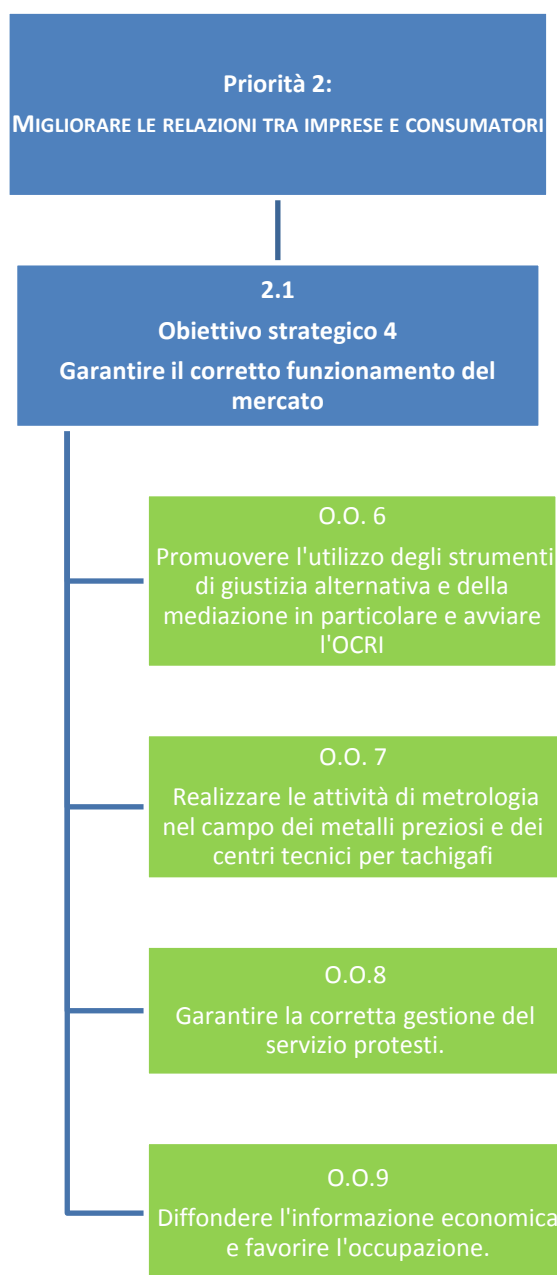 Priorità 2:
MIGLIORARE LE RELAZIONI TRA IMPRESE E CONSUMATORI
2.1
Obiettivo strategico 4
Garantire il corretto funzionamento del
mercato
O.O. 6
Promuovere l'utilizzo degli strumenti
di giustizia alternativa e della
mediazione in particolare e avviare
l'OCRI
O.O. 7
Realizzare le attività di metrologia
nel campo dei metalli preziosi e dei
centri tecnici per tachigafi
O.O.8
Garantire la corretta gestione del
servizio protesti.
O.O.9
Diffondere l'informazione economica
e favorire l'occupazione.